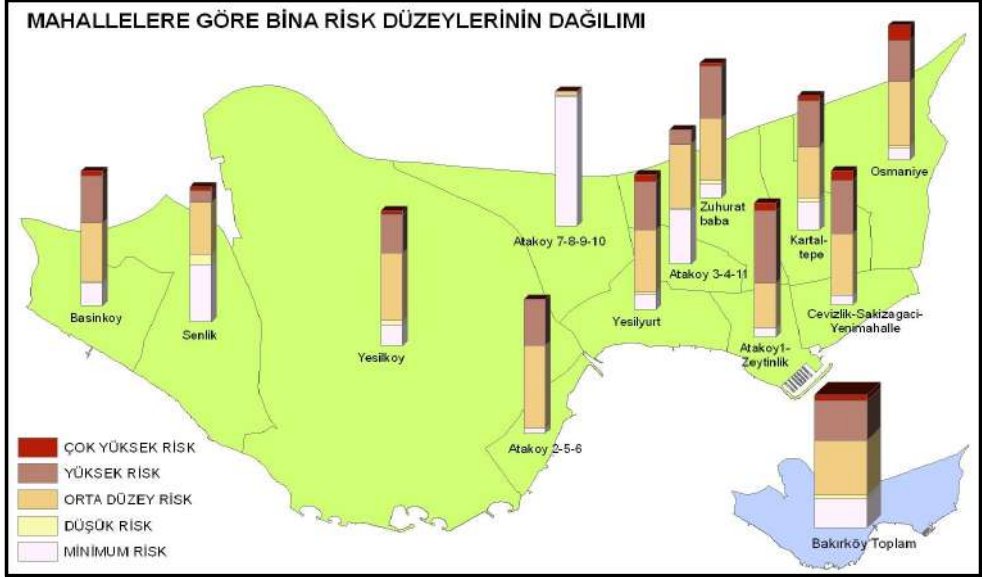 MAHALLELERE GÖRE BİNA RİSK DÜZEYLERİNİN DAĞILIMI
Osmaniye
Zuhurat
baba
Kartal-
tepe
Atakoy 7-8-9-10
Atakoy 3-4-11
Basinkoy
Senlik
Yesilkoy
Yesilyurt
Cevizlik-Sakizagaci-
Yenimahalle
Atakoy1-
Zeytinlik
Atakoy 2-5-6
ÇOK YÜKSEK RİSK
YÜKSEK RİSK
ORTA DÜZEY RİSK
DÜŞÜK RİSK
MİNİMUM RİSK
Bakırköy Toplam